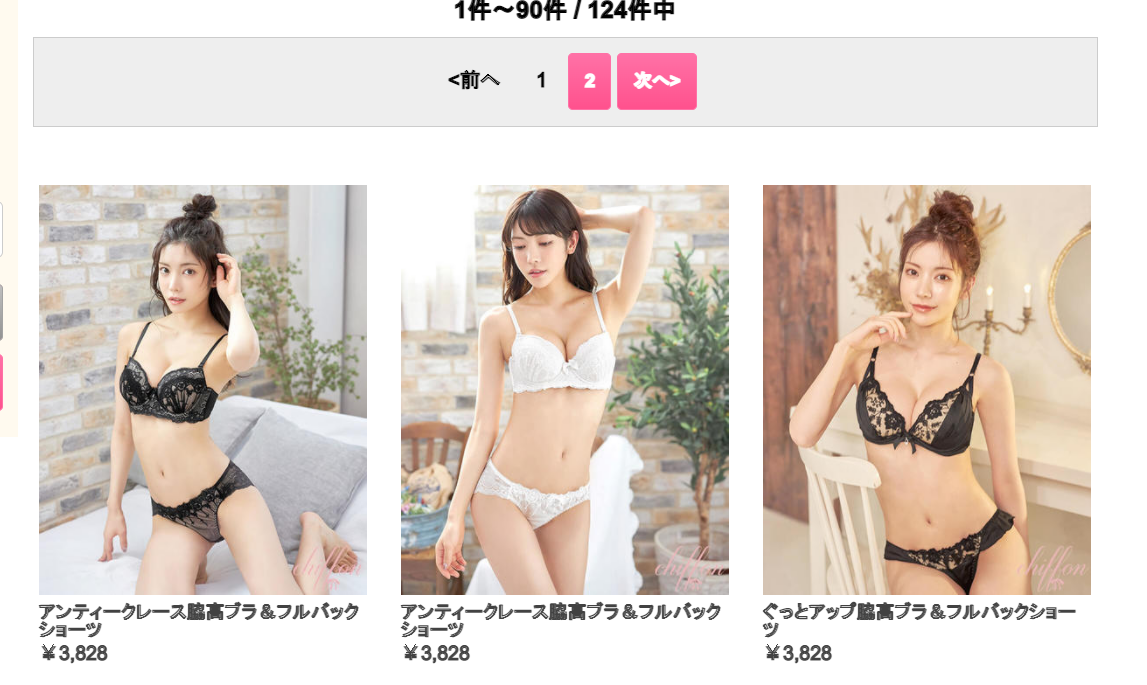 1件～90件 / 124件中
<前へ 1 2 次へ>
chiffon
chiffon
chiffon
アンティークレース脇高ブラ＆フルバック
ショーツ
￥3,828
アンティークレース脇高ブラ＆フルバック
ショーツ
￥3,828
ぐっとアップ脇高ブラ＆フルバックショー
ツ
￥3,828